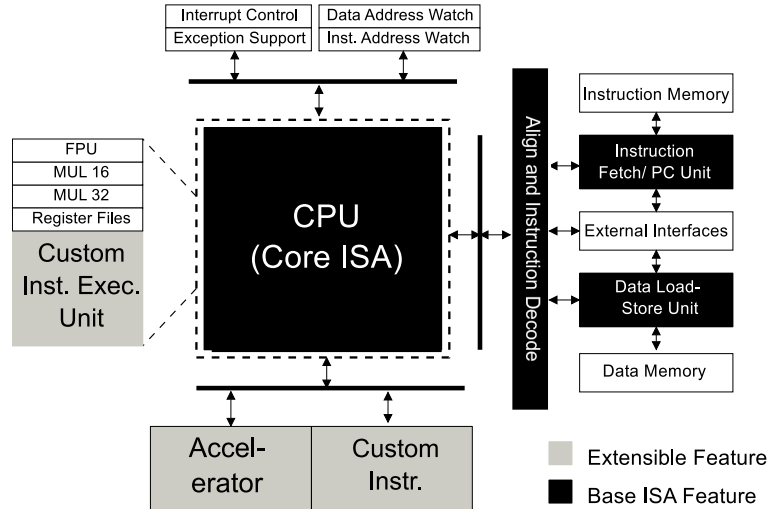 Interrupt Control
Exception Support
Data Address Watch
Inst. Address Watch
FPU
MUL 16
MUL 32
Register Files
Custom
Inst. Exec.
Unit
CPU
(Core ISA)
Align and Instruction Decode
Instruction Memory
Instruction
Fetch/ PC Unit
External Interfaces
Data Load-
Store Unit
Data Memory
Accel-
erator
Custom
Instr.
Extensible Feature
Base ISA Feature